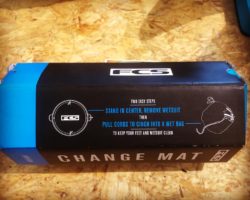 FCS
TWO EASY STEPS
STAND IN CENTER, REMOVE WETSUIT
THEN
PULL CORDS TO CINCH INTO A WET BAG
TO KEEP YOUR FEET AND WETSUIT CLEAN
FCS
CHANGE MAT